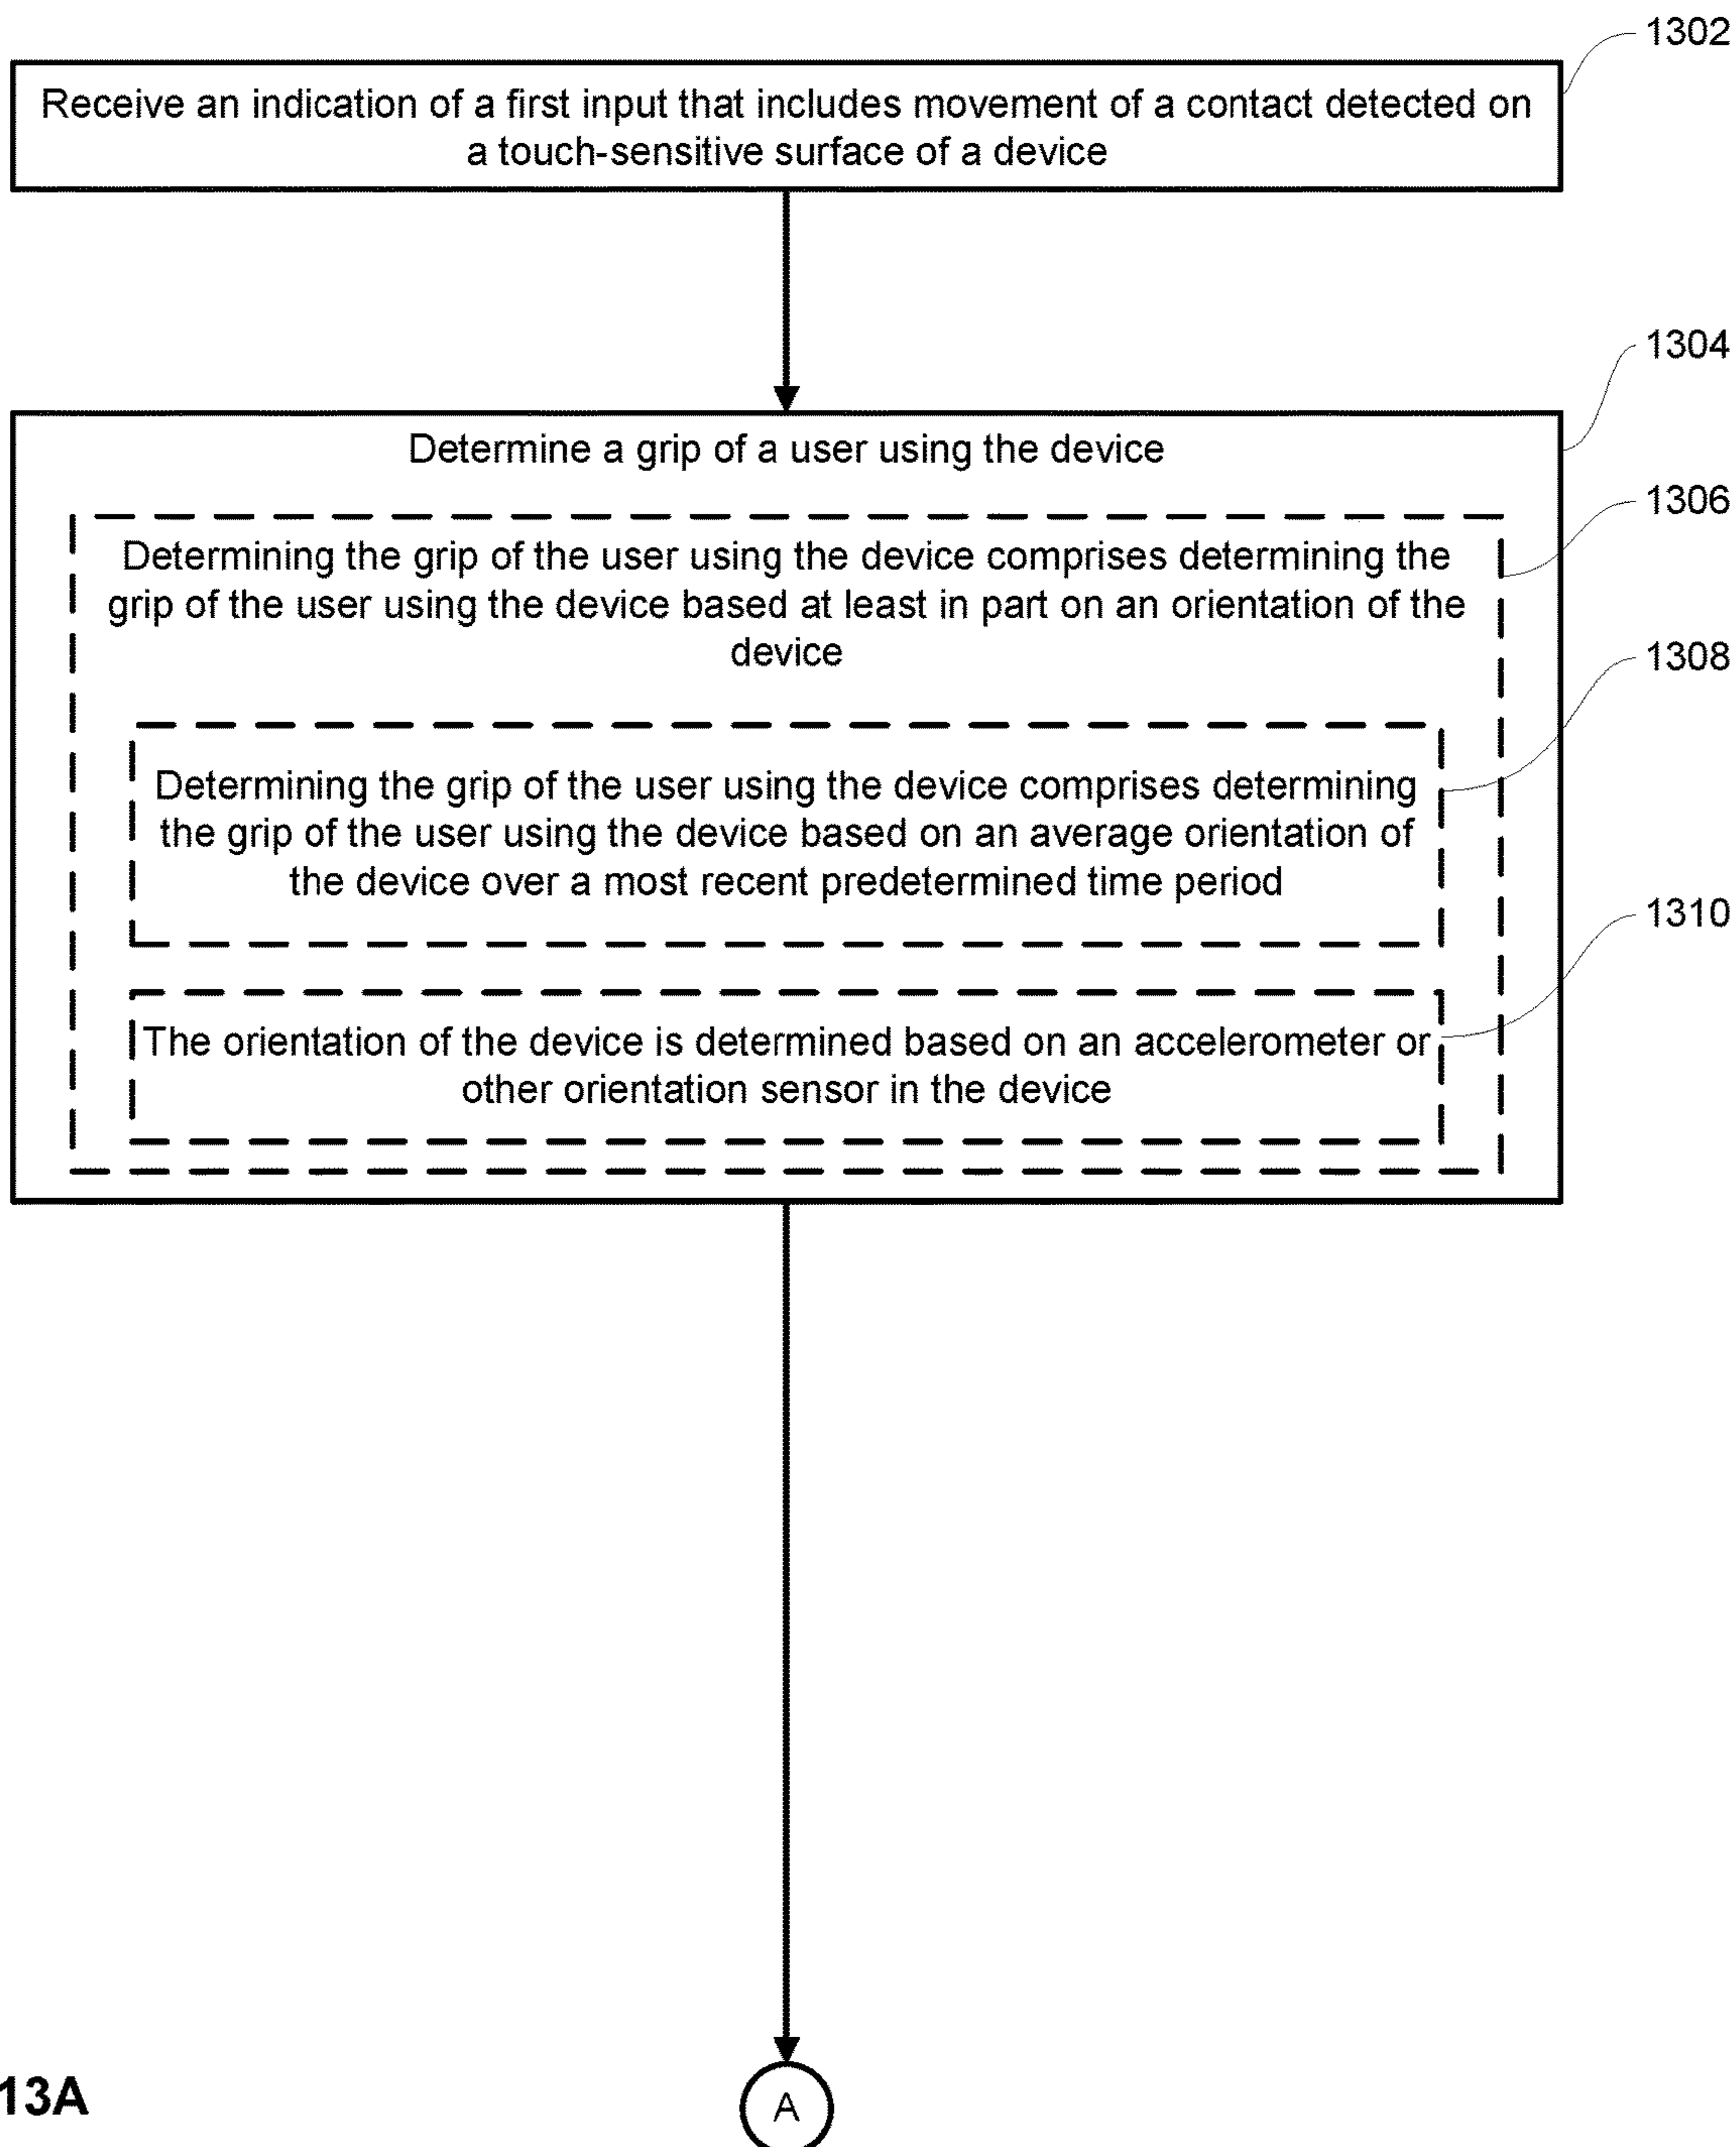 1302
Receive an indication of a first input that includes movement of a contact detected on
a touch-sensitive surface of a device
1304
Determine a grip of a user using the device
1306
Determining the grip of the user using the device comprises determining the
grip of the user using the device based at least in part on an orientation of the
device
1308
Determining the grip of the user using the device comprises determining
the grip of the user using the device based on an average orientation of
the device over a most recent predetermined time period
1310
The orientation of the device is determined based on an accelerometer or
other orientation sensor in the device
13A
A